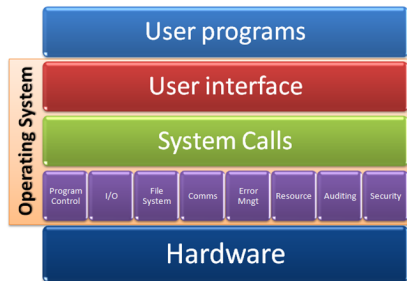 User programs
Operating System
User interface
System Calls
Program
Control
I/O
File
System
Comms
Error
Mngt
Resource
Auditing
Security
Hardware